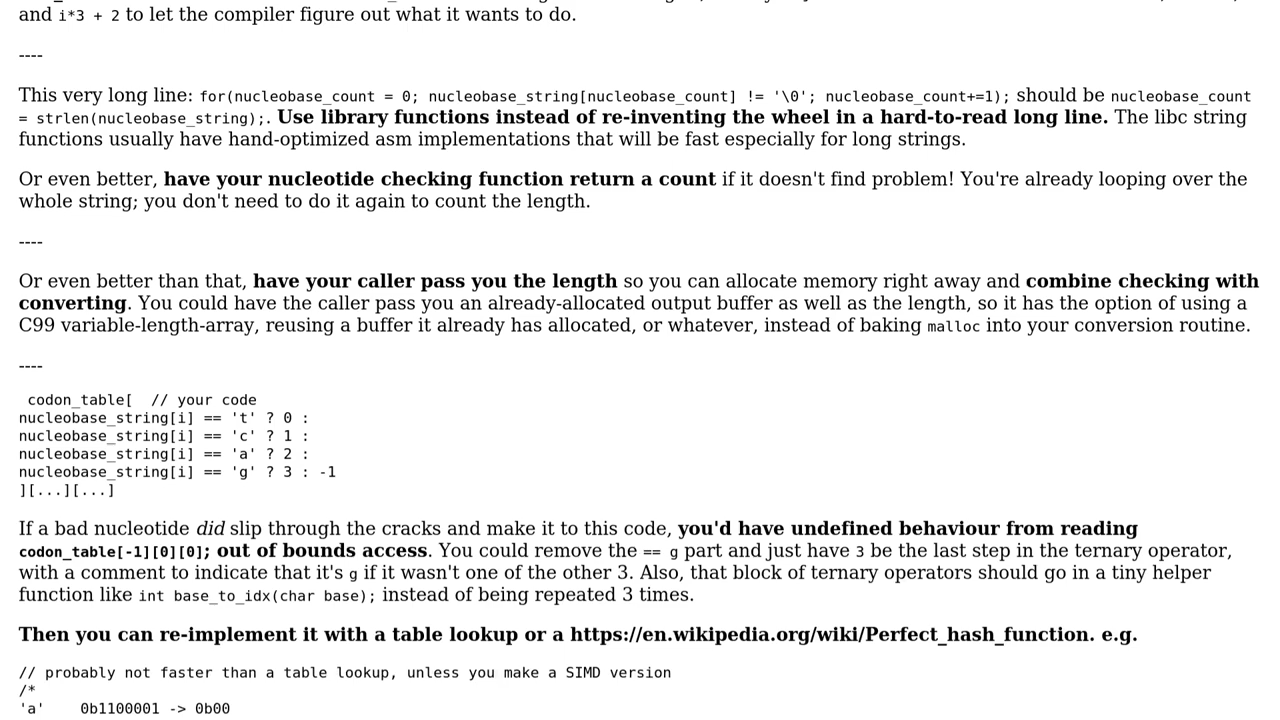 and i*3 + 2 to let the compiler figure out what it wants to do.
----
This very long line: for(nucleobase_count = 0; nucleobase_string[nucleobase_count] != '\0'; nucleobase_count+=1); should be nucleobase_count
= strlen(nucleobase_string);. Use library functions instead of re-inventing the wheel in a hard-to-read long line. The libc string
functions usually have hand-optimized asm implementations that will be fast especially for long strings.
Or even better, have your nucleotide checking function return a count if it doesn't find problem! You're already looping over the
whole string; you don't need to do it again to count the length.
----
Or even better than that, have your caller pass you the length so you can allocate memory right away and combine checking with
converting. You could have the caller pass you an already-allocated output buffer as well as the length, so it has the option of using a
C99 variable-length-array, reusing a buffer it already has allocated, or whatever, instead of baking malloc into your conversion routine.
----
codon_table[  // your code
nucleobase_string[i] == 't' ? 0 :
nucleobase_string[i] == 'c' ? 1 :
nucleobase_string[i] == 'a' ? 2 :
nucleobase_string[i] == 'g' ? 3 : -1
][...][...]
If a bad nucleotide did slip through the cracks and make it to this code, you'd have undefined behaviour from reading
codon_table[-1][0][0]; out of bounds access. You could remove the == g part and just have 3 be the last step in the ternary operator,
with a comment to indicate that it's g if it wasn't one of the other 3. Also, that block of ternary operators should go in a tiny helper
function like int base_to_idx(char base); instead of being repeated 3 times.
Then you can re-implement it with a table lookup or a https://en.wikipedia.org/wiki/Perfect_hash_function. e.g.
// probably not faster than a table lookup, unless you make a SIMD version
/*
'a'    0b1100001 -> 0b00